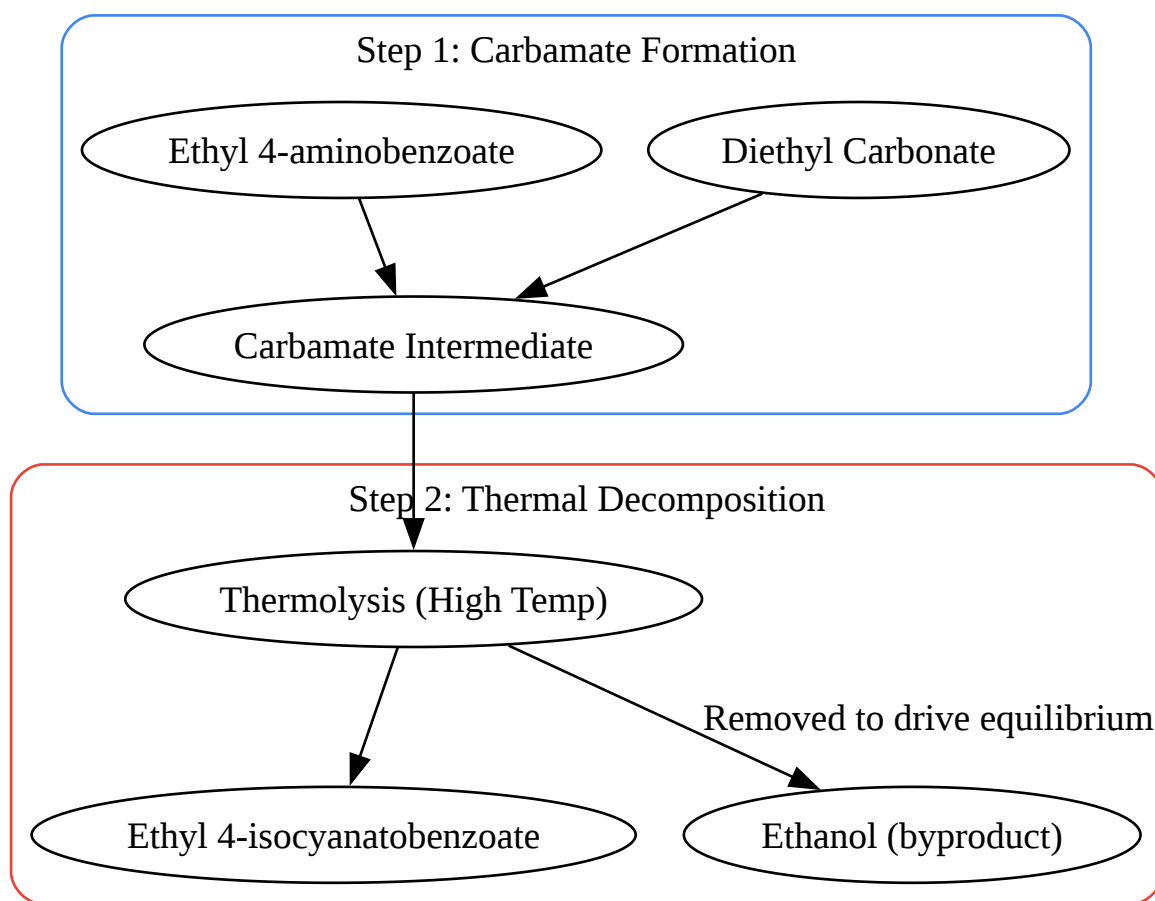 Step 1: Carbamate Formation
Ethyl 4-aminobenzoate
Diethyl Carbonate
Carbamate Intermediate
Step 2: Thermal Decomposition
Thermolysis (High Temp)
Removed to drive equilibrium
Ethyl 4-isocyanatobenzoate
Ethanol (byproduct)